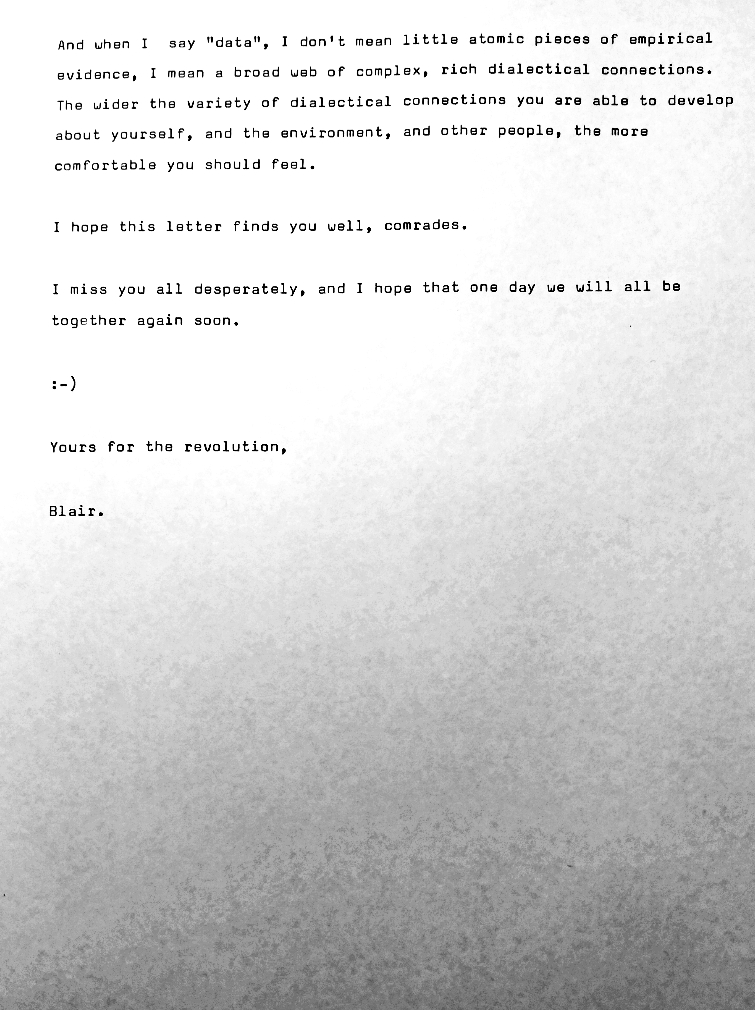 And when I  say "data", I don't mean little atomic pieces of empirical
evidence, I mean a broad web of complex, rich dialectical connections.
The wider the variety of dialectical connections you are able to develop
about yourself, and the environment, and other people, the more
comfortable you should feel.
I hope this letter finds you well, comrades.
I miss you all desperately, and I hope that one day we will all be
together again soon.
:-)
Yours for the revolution,
Blair.